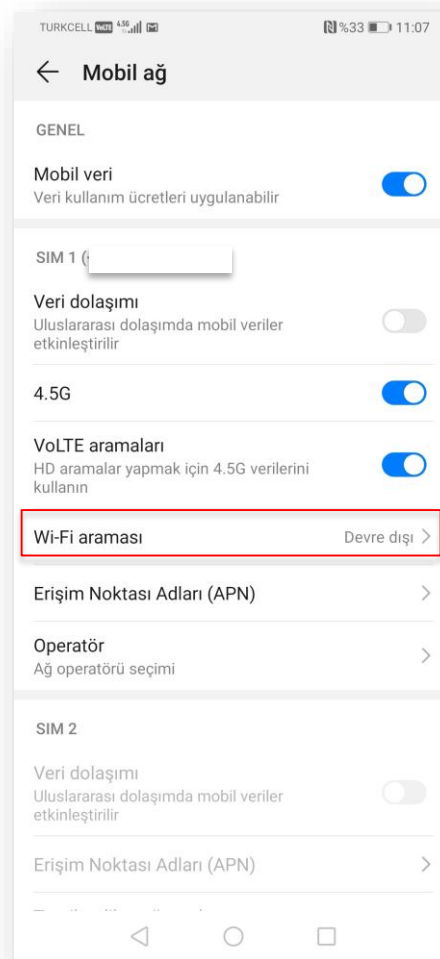 TURKCELL VoLTE 4.5G %33 11:07
Mobil ağ
GENEL
Mobil veri
Veri kullanım ücretleri uygulanabilir
SIM 1 (
Veri dolaşımı
Uluslararası dolaşımda mobil veriler
etkinleştirilir
4.5G
VoLTE aramaları
HD aramalar yapmak için 4.5G verilerini
kullanın
Wi-Fi araması Devre dışı
Erişim Noktası Adları (APN)
Operatör
Ağ operatörü seçimi
SIM 2
Veri dolaşımı
Uluslararası dolaşımda mobil veriler
etkinleştirilir
Erişim Noktası Adları (APN)